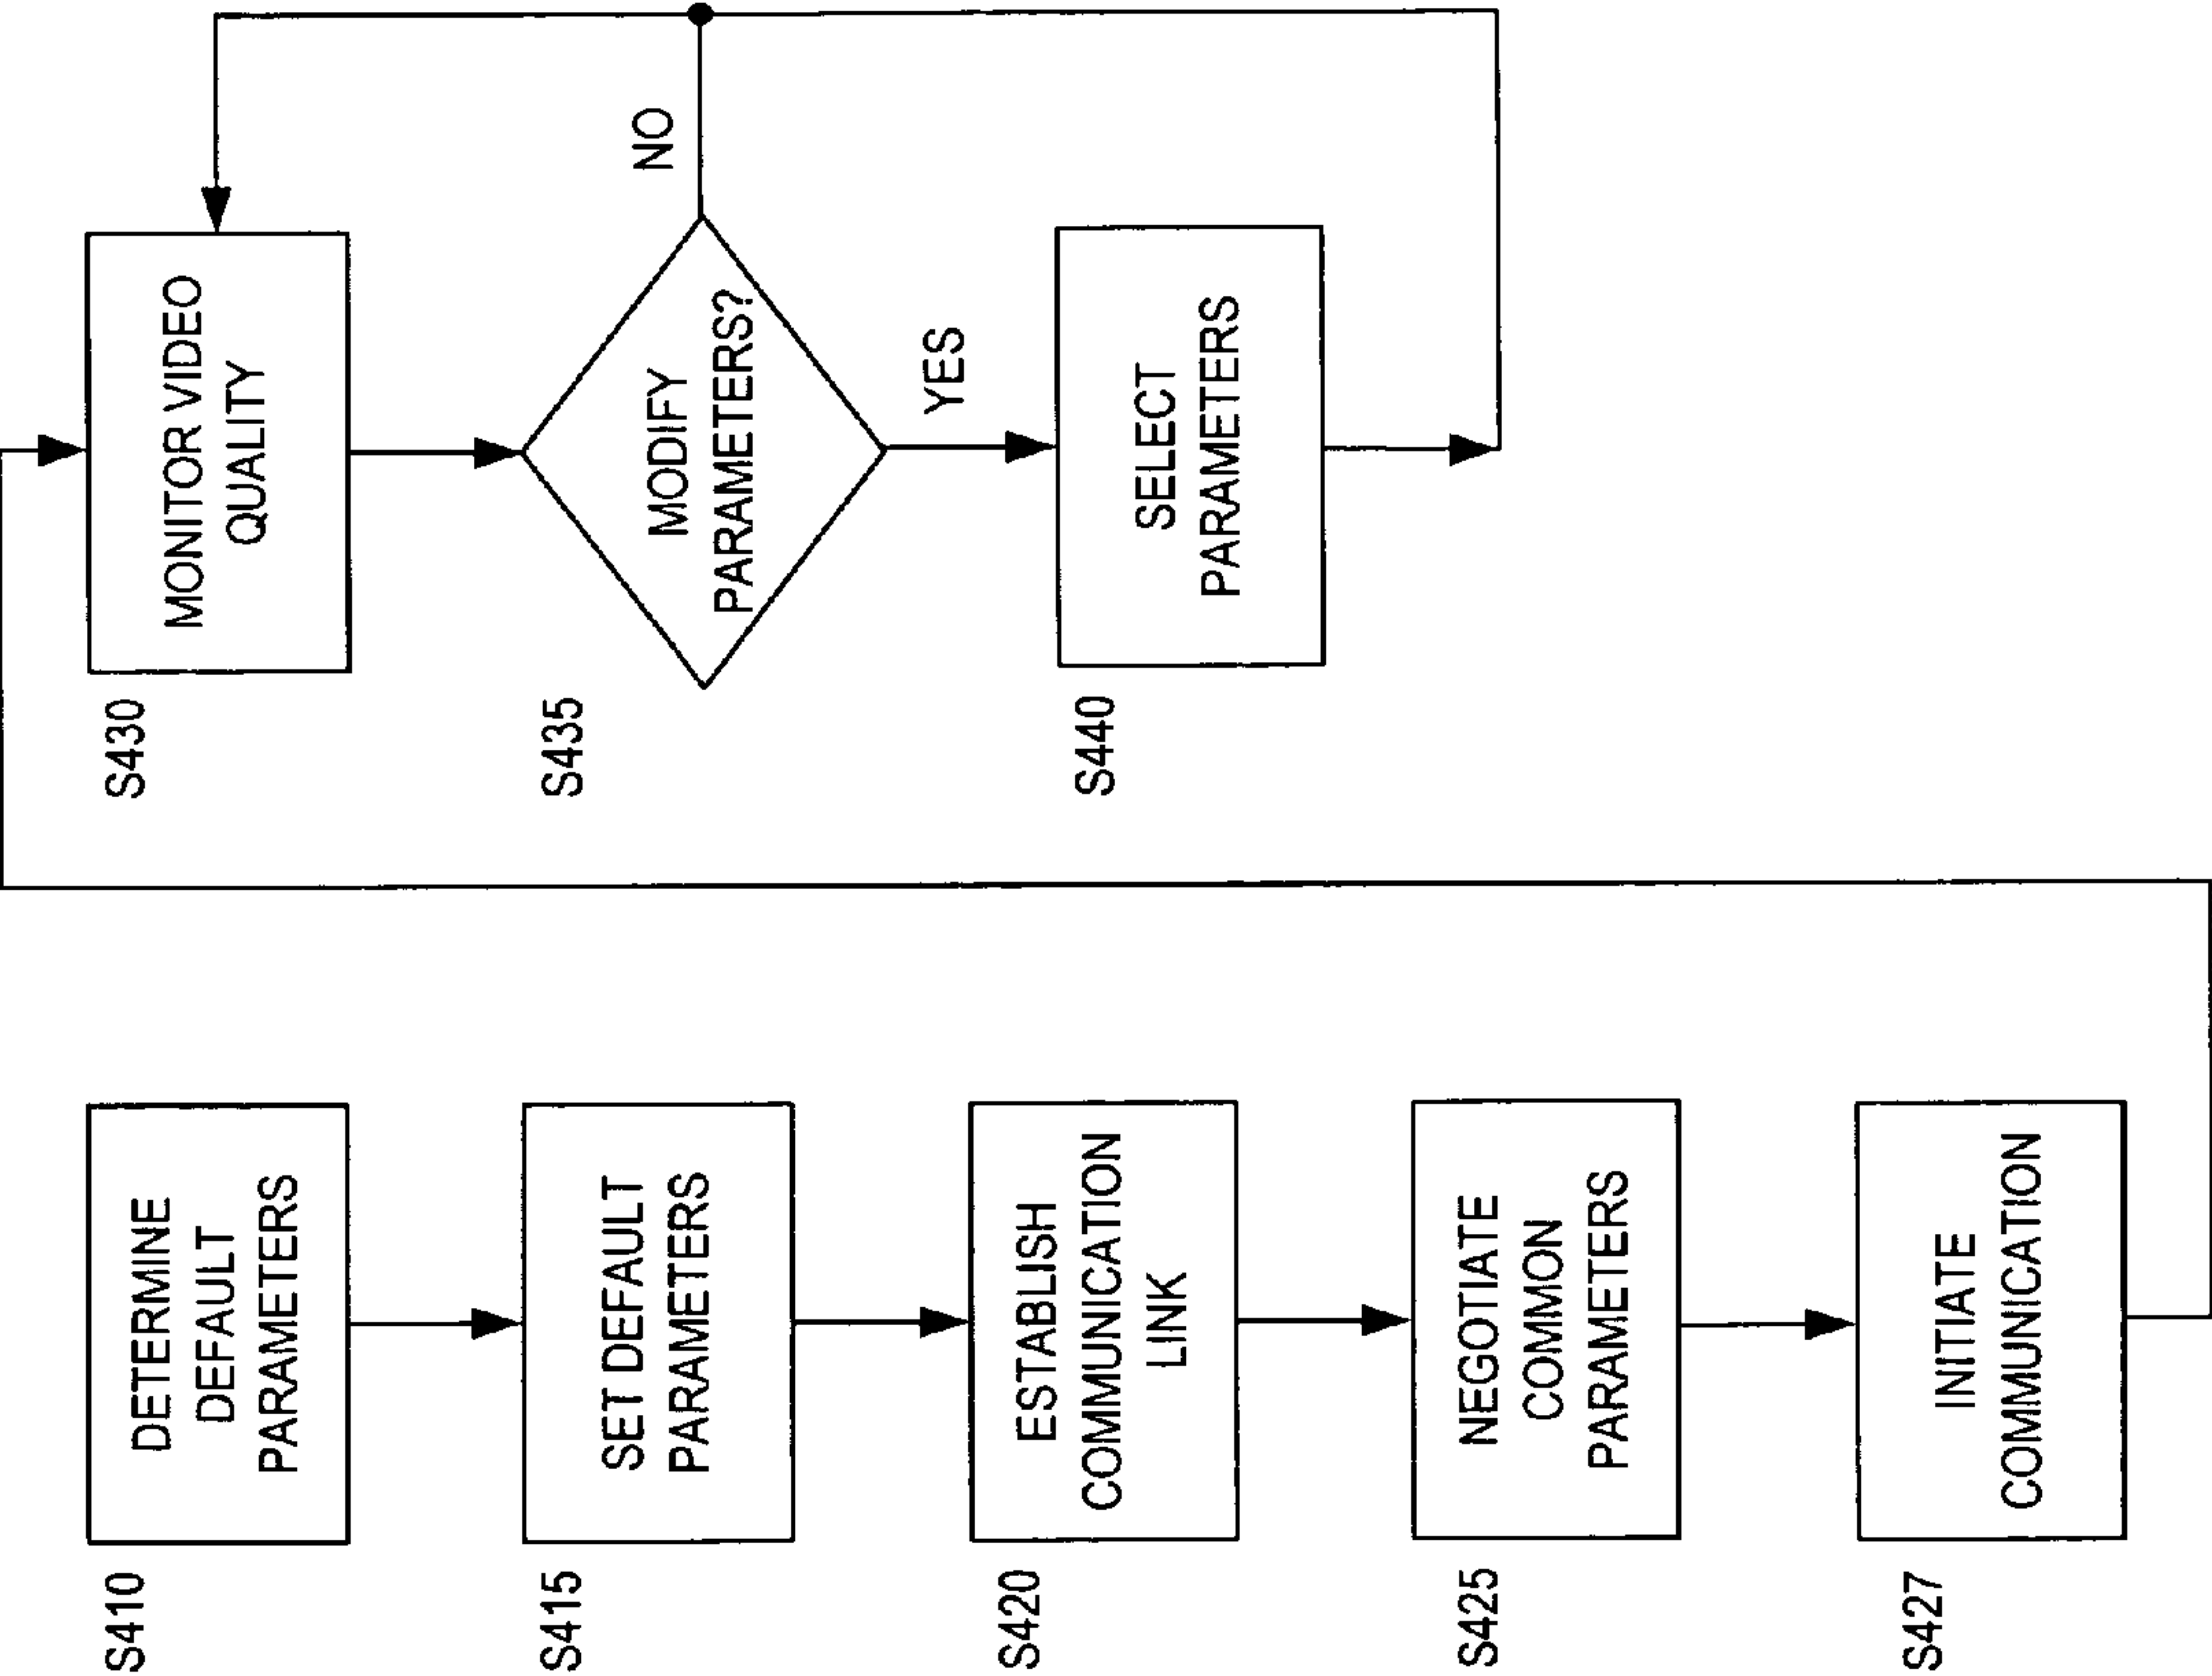 S410
DETERMINE
DEFAULT
PARAMETERS
S415
SET DEFAULT
PARAMETERS
S420
ESTABLISH
COMMUNICATION
LINK
S425
NEGOTIATE
COMMON
PARAMETERS
S427
INITIATE
COMMUNICATION
S430
MONITOR VIDEO
QUALITY
S435
MODIFY
PARAMETERS?
NO
YES
S440
SELECT
PARAMETERS